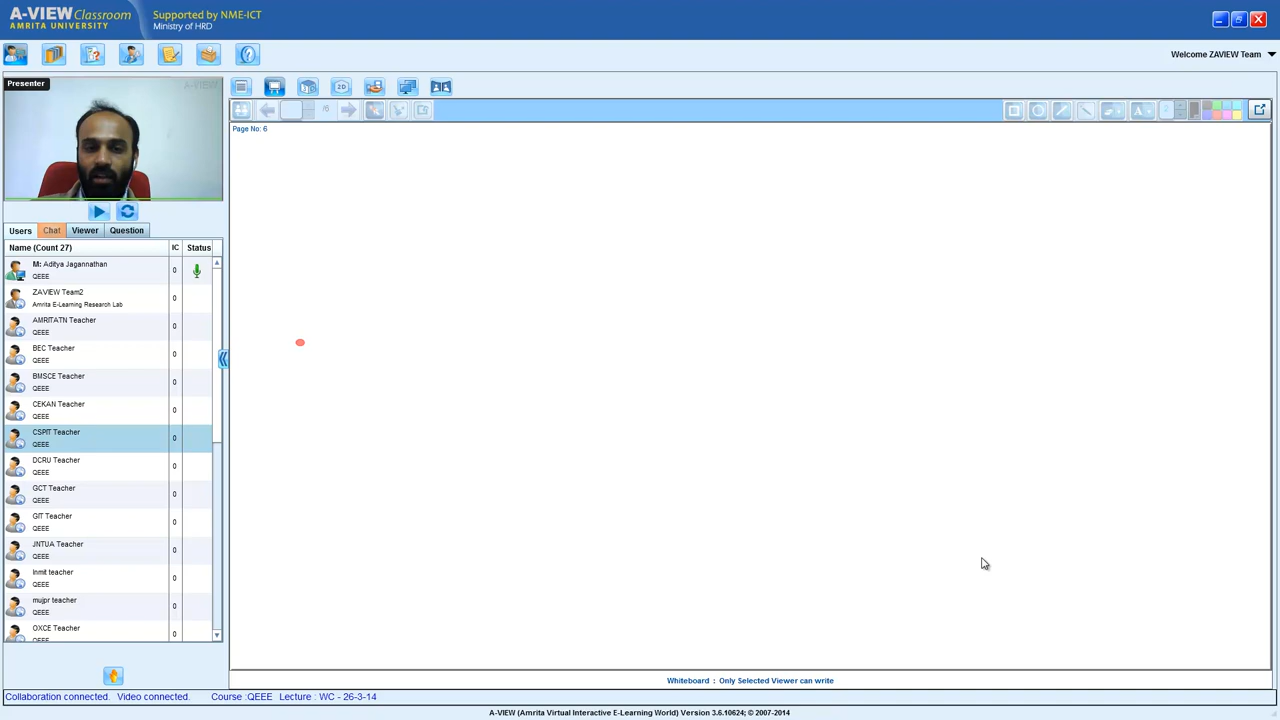 A-VIEW Classroom
AMRITA UNIVERSITY
Supported by NME-ICT
Ministry of HRD
Welcome ZAVIEW Team
Presenter
A-VIEW
2D
/6
A
Page No: 6
Users Chat Viewer Question
Name (Count 27) IC Status
M: Aditya Jagannathan
QEEE
0
ZAVIEW Team2
Amrita E-Learning Research Lab
0
AMRITATN Teacher
QEEE
0
BEC Teacher
QEEE
0
BMSCE Teacher
QEEE
0
CEKAN Teacher
QEEE
0
CSPIT Teacher
QEEE
0
DCRU Teacher
QEEE
0
GCT Teacher
QEEE
0
GIT Teacher
QEEE
0
JNTUA Teacher
QEEE
0
Inmit teacher
QEEE
0
mujpr teacher
QEEE
0
OXCE Teacher
QEEE
0
Whiteboard : Only Selected Viewer can write
Collaboration connected. Video connected. Course :QEEE Lecture : WC - 26-3-14
A-VIEW (Amrita Virtual Interactive E-Learning World) Version 3.6.10624; © 2007-2014